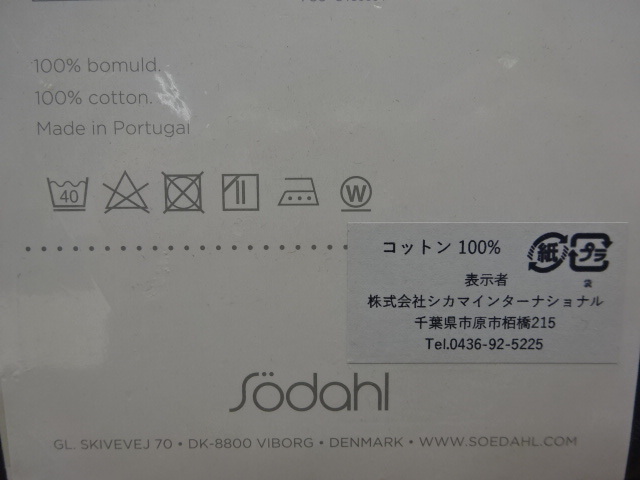 100% bomuld.
100% cotton.
Made in Portugal
40
W
コットン 100%
紙
プラ
袋
表示者
株式会社シカマインターナショナル
千葉県市原市栢橋215
Tel.0436-92-5225
Södahl
GL. SKIVEVEJ 70 • DK-8800 VIBORG • DENMARK • WWW.SOEDAHL.COM